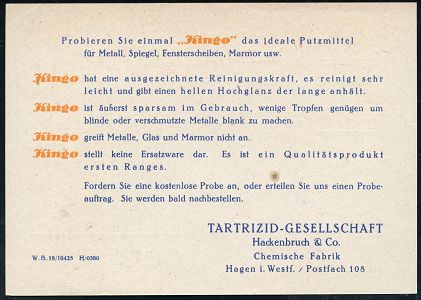 Probieren Sie einmal „Kingo" das ideale Putzmittel
für Metall, Spiegel, Fensterscheiben, Marmor usw.
Kingo hat eine ausgezeichnete Reinigungskraft, es reinigt sehr
leicht und gibt einen hellen Hochglanz der lange anhält.
Kingo ist äußerst sparsam im Gebrauch, wenige Tropfen genügen um
blinde oder verschmutzte Metalle blank zu machen.
Kingo greift Metalle, Glas und Marmor nicht an.
Kingo stellt keine Ersatzware dar. Es ist ein Qualitätsprodukt
ersten Ranges.
Fordern Sie eine kostenlose Probe an, oder erteilen Sie uns einen Probe-
auftrag. Sie werden bald nachbestellen.
TARTRIZID-GESELLSCHAFT
Hackenbruch & Co.
Chemische Fabrik
W. B. 18/10425 H/0580
Hagen i. Westf. / Postfach 108